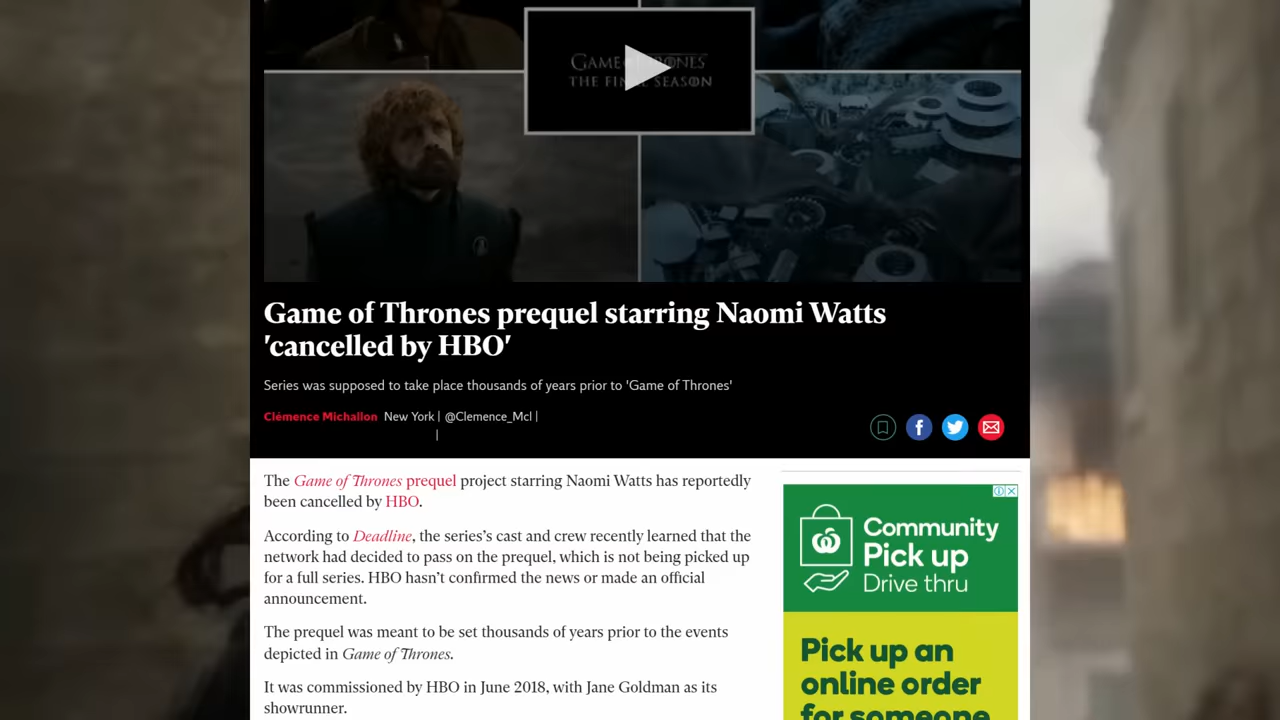 GAME OF THRONES
THE FINAL SEASON
Game of Thrones prequel starring Naomi Watts
'cancelled by HBO'
Series was supposed to take place thousands of years prior to 'Game of Thrones'
Clémence Michallon New York | @Clemence_Mcl |
|
The Game of Thrones prequel project starring Naomi Watts has reportedly
been cancelled by HBO.
According to Deadline, the series's cast and crew recently learned that the
network had decided to pass on the prequel, which is not being picked up
for a full series. HBO hasn't confirmed the news or made an official
announcement.
The prequel was meant to be set thousands of years prior to the events
depicted in Game of Thrones.
It was commissioned by HBO in June 2018, with Jane Goldman as its
showrunner.
Community
Pick up
Drive thru
Pick up an
online order
for someone